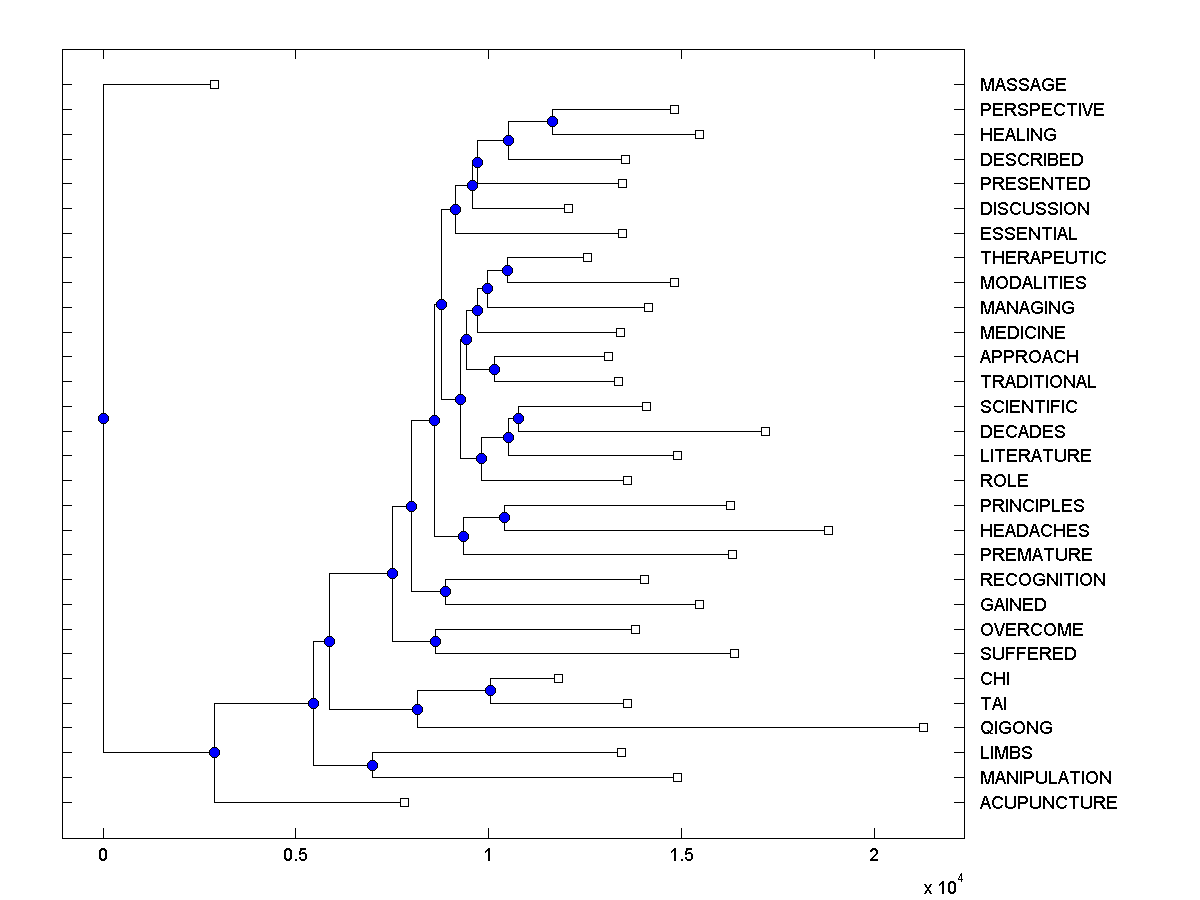 MASSAGE
PERSPECTIVE
HEALING
DESCRIBED
PRESENTED
DISCUSSION
ESSENTIAL
THERAPEUTIC
MODALITIES
MANAGING
MEDICINE
APPROACH
TRADITIONAL
SCIENTIFIC
DECADES
LITERATURE
ROLE
PRINCIPLES
HEADACHES
PREMATURE
RECOGNITION
GAINED
OVERCOME
SUFFERED
CHI
TAI
QIGONG
LIMBS
MANIPULATION
ACUPUNCTURE
0 0.5 1 1.5 2
x 10^4